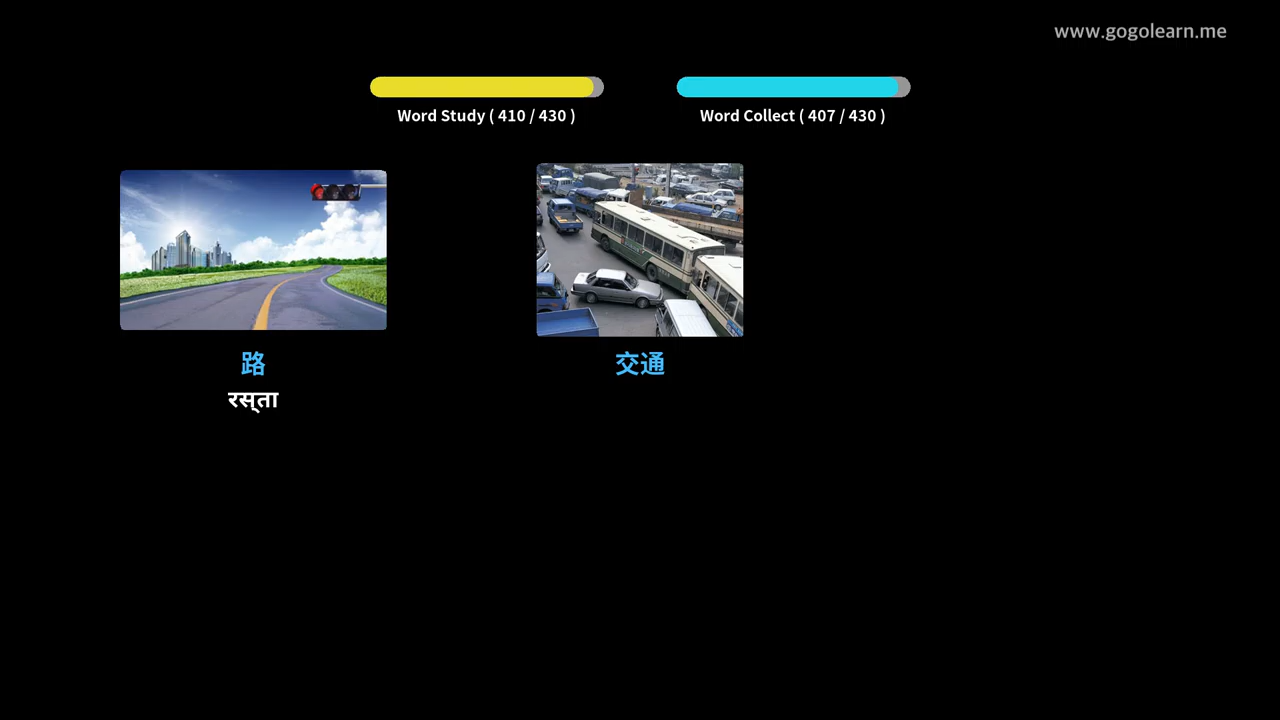 www.gogolearn.me
Word Study ( 410 / 430 )
Word Collect ( 407 / 430 )
路
交通
रस्‌ता